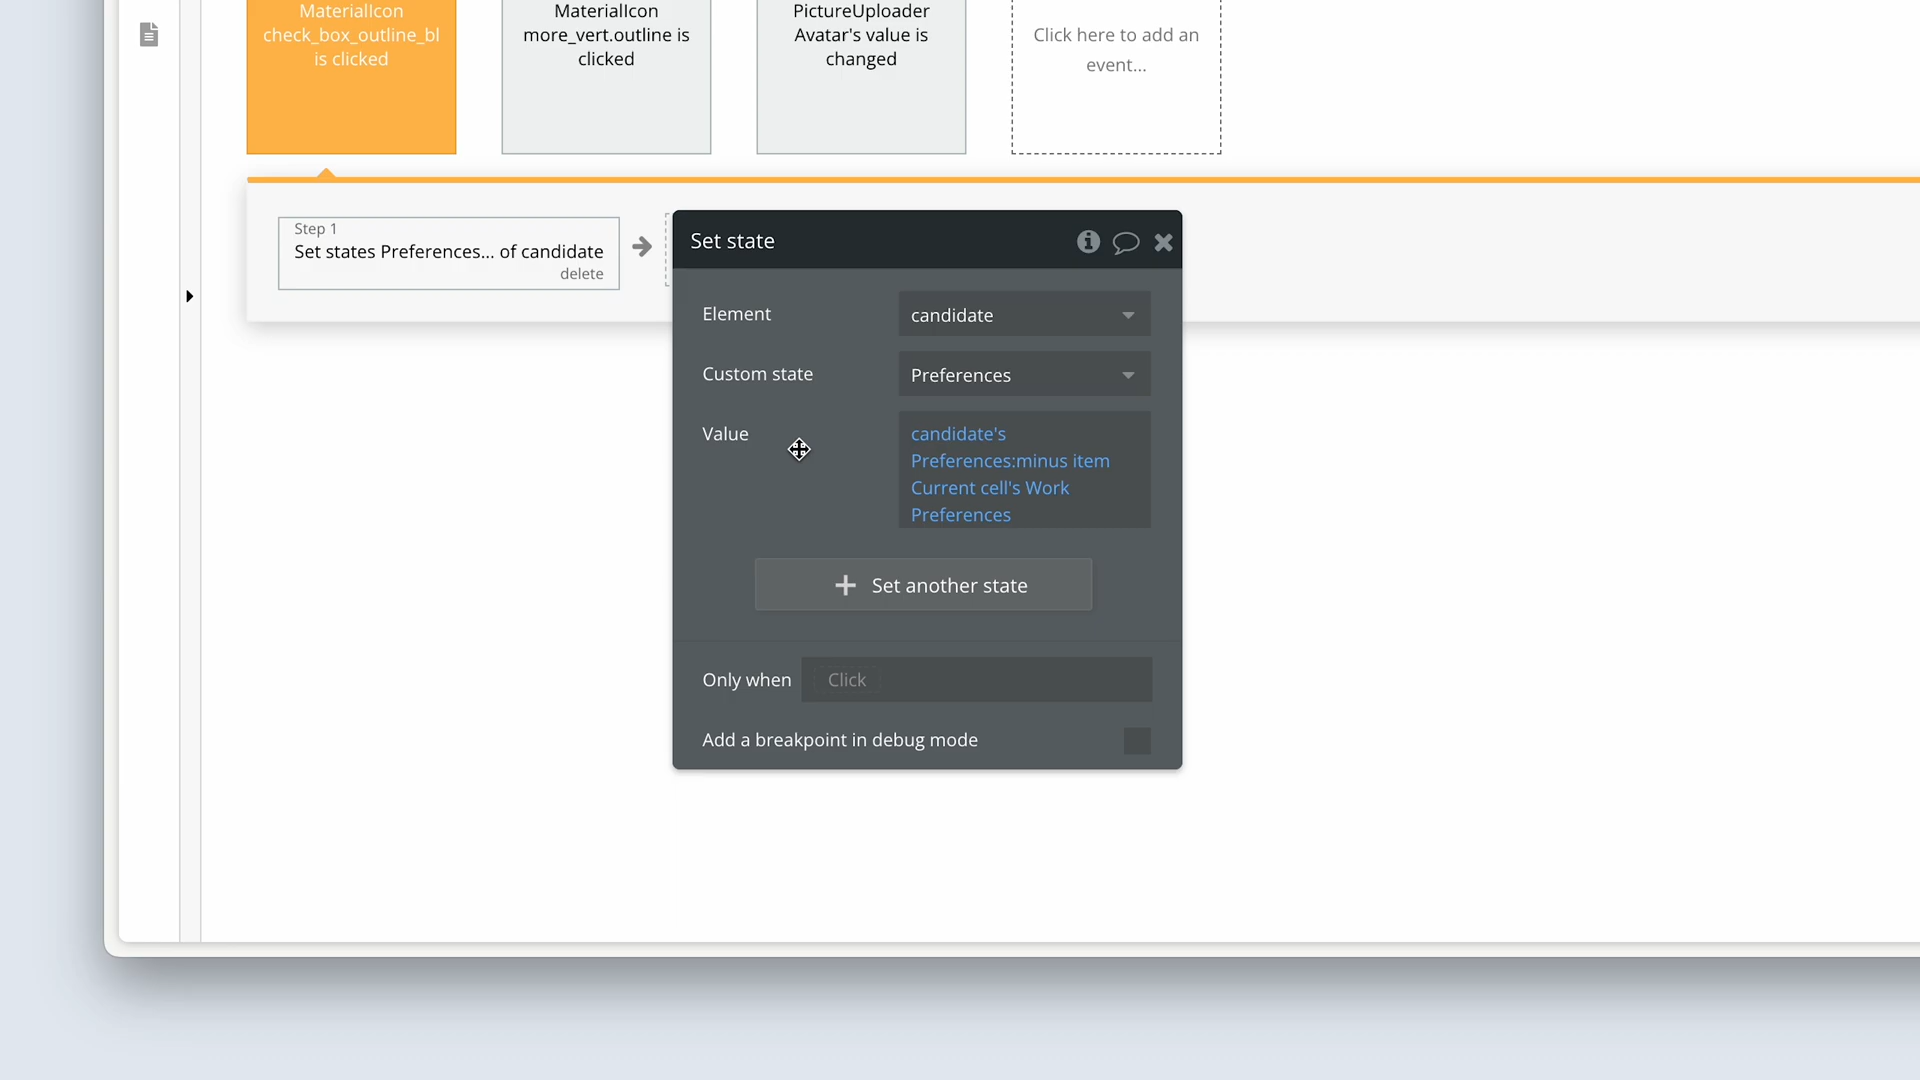 MaterialIcon
check_box_outline_bl
is clicked
MaterialIcon
more_vert.outline is
clicked
PictureUploader
Avatar's value is
changed
Click here to add an
event...
Step 1
Set states Preferences... of candidate
delete
Set state
Element
candidate
Custom state
Preferences
Value
candidate's
Preferences:minus item
Current cell's Work
Preferences
Set another state
Only when
Click
Add a breakpoint in debug mode